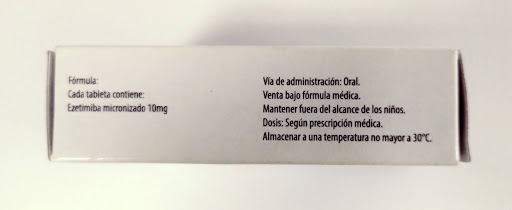 Fórmula:
Cada tableta contiene:
Ezetimiba micronizado 10mg
Vía de administración: Oral.
Venta bajo fórmula médica.
Mantener fuera del alcance de los niños.
Dosis: Según prescripción médica.
Almacenar a una temperatura no mayor a 30°C.